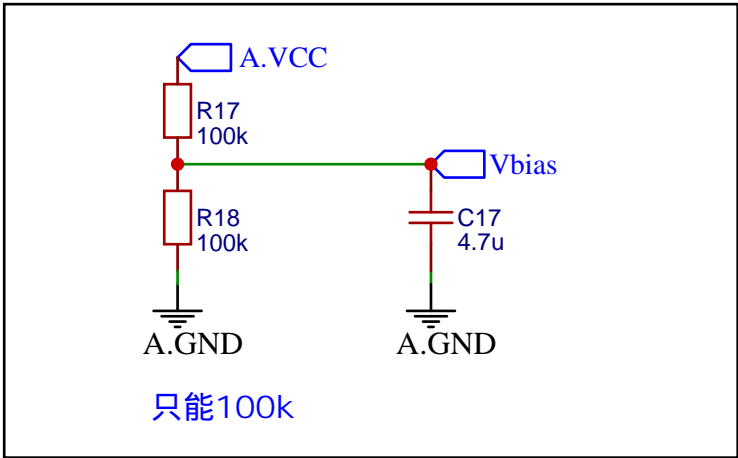 A.VCC
R17
100k
Vbias
R18
100k
C17
4.7u
A.GND
A.GND
只能100k